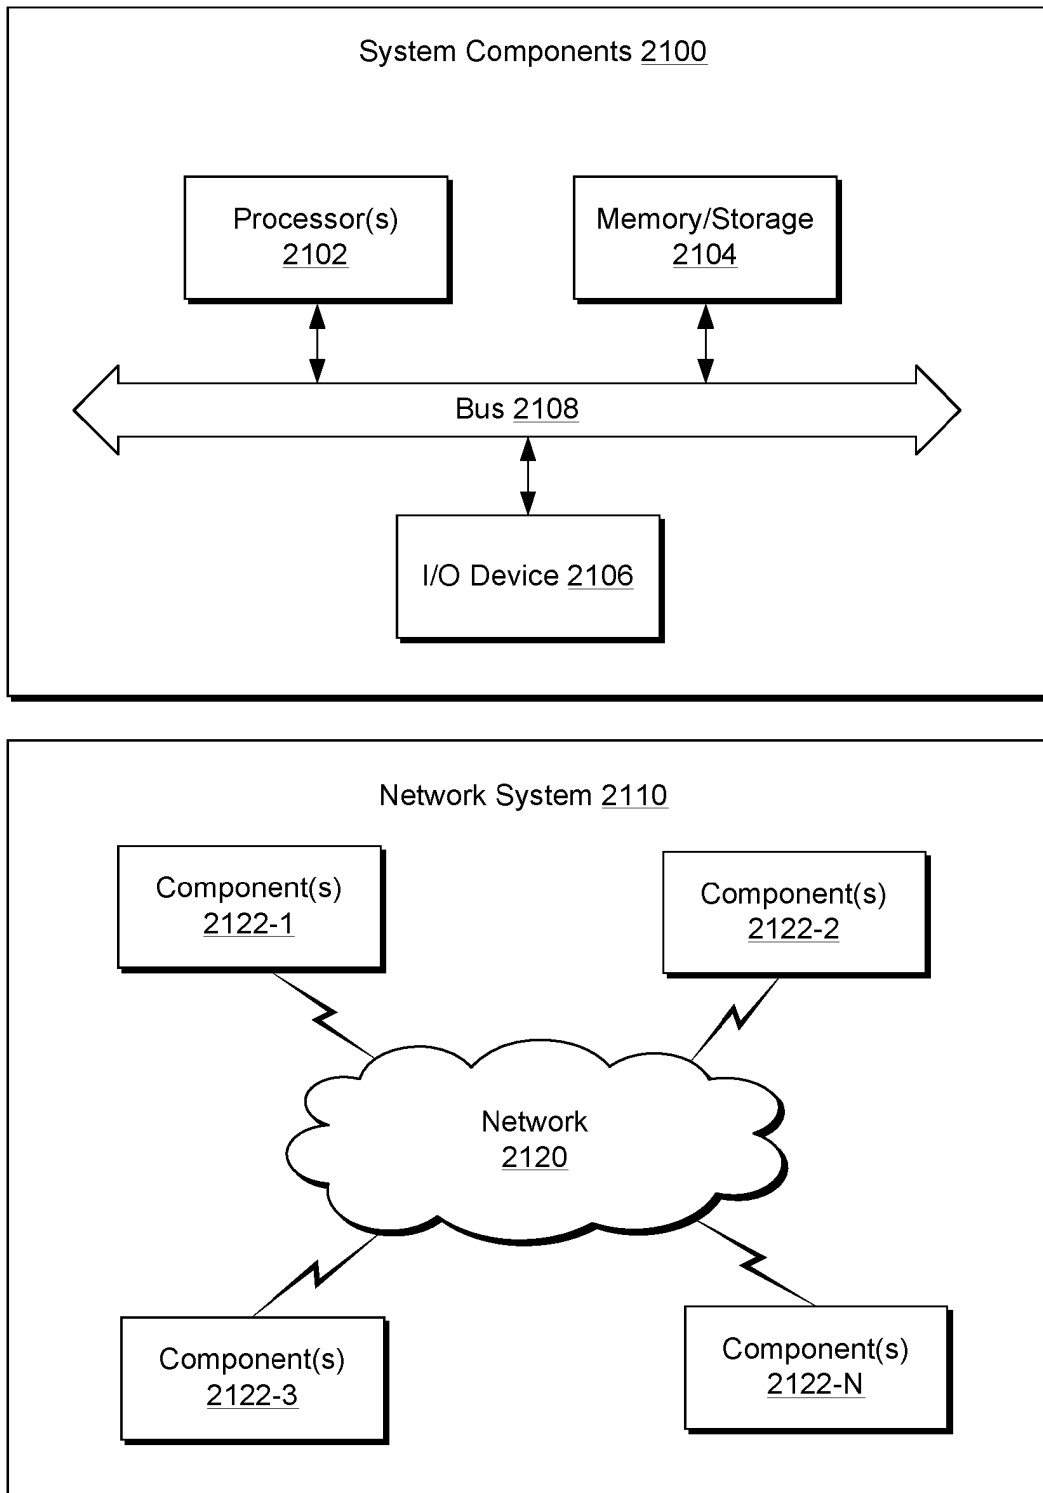 System Components 2100
Processor(s)
2102
Memory/Storage
2104
Bus 2108
I/O Device 2106
Network System 2110
Component(s)
2122-1
Component(s)
2122-2
Network
2120
Component(s)
2122-3
Component(s)
2122-N